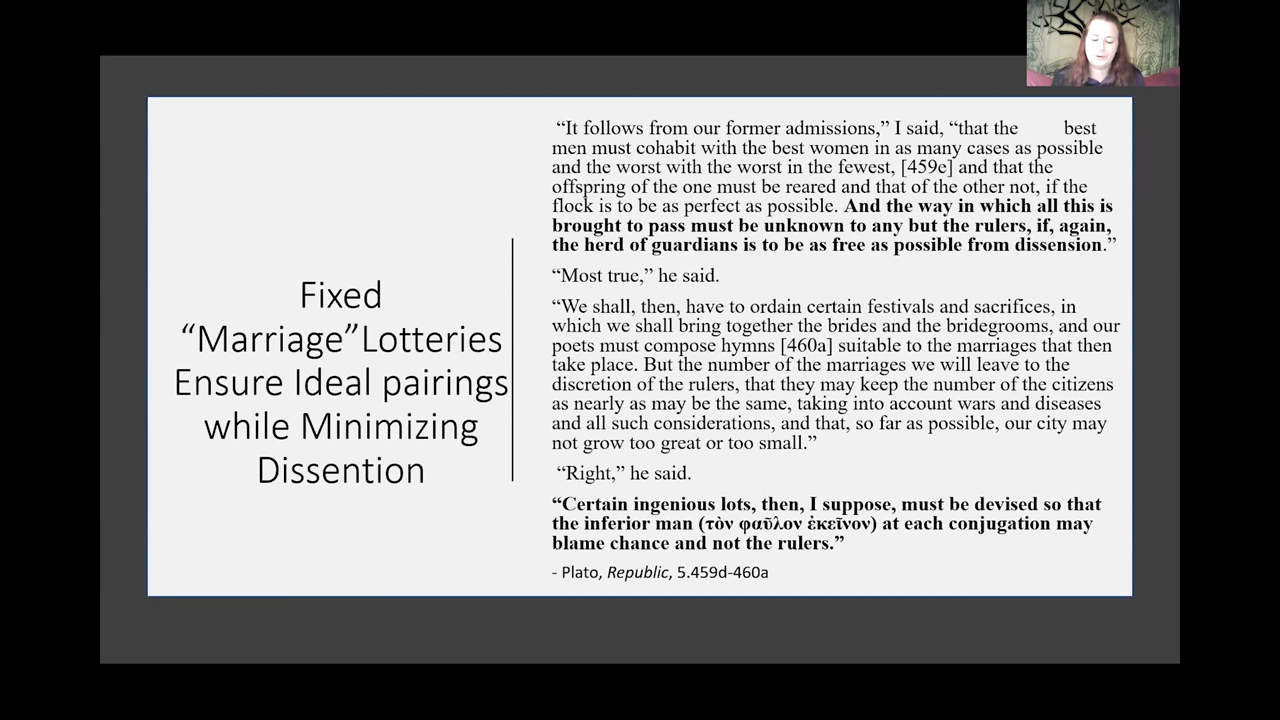 Fixed
“Marriage”Lotteries
Ensure Ideal pairings
while Minimizing
Dissention
“It follows from our former admissions,” I said, “that the best
men must cohabit with the best women in as many cases as possible
and the worst with the worst in the fewest, [459e] and that the
offspring of the one must be reared and that of the other not, if the
flock is to be as perfect as possible. And the way in which all this is
brought to pass must be unknown to any but the rulers, if, again,
the herd of guardians is to be as free as possible from dissension.”
“Most true,” he said.
“We shall, then, have to ordain certain festivals and sacrifices, in
which we shall bring together the brides and the bridegrooms, and our
poets must compose hymns [460a] suitable to the marriages that then
take place. But the number of the marriages we will leave to the
discretion of the rulers, that they may keep the number of the citizens
as nearly as may be the same, taking into account wars and diseases
and all such considerations, and that, so far as possible, our city may
not grow too great or too small.”
“Right,” he said.
“Certain ingenious lots, then, I suppose, must be devised so that
the inferior man (τὸν φαῦλον ἐκεῖνον) at each conjugation may
blame chance and not the rulers.”
- Plato, Republic, 5.459d-460a